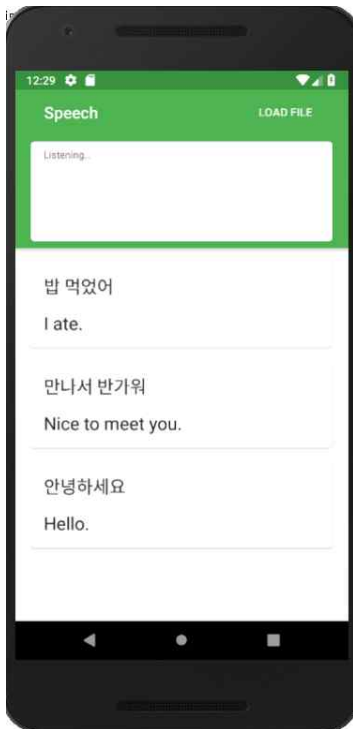 12:29
Speech LOAD FILE
Listening..
밥 먹었어
I ate.
만나서 반가워
Nice to meet you.
안녕하세요
Hello.